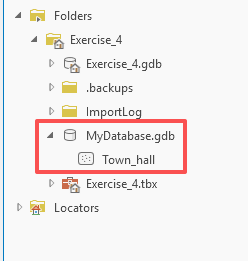 Folders
Exercise_4
Exercise_4.gdb
.backups
ImportLog
MyDatabase.gdb
Town_hall
Exercise_4.tbx
Locators